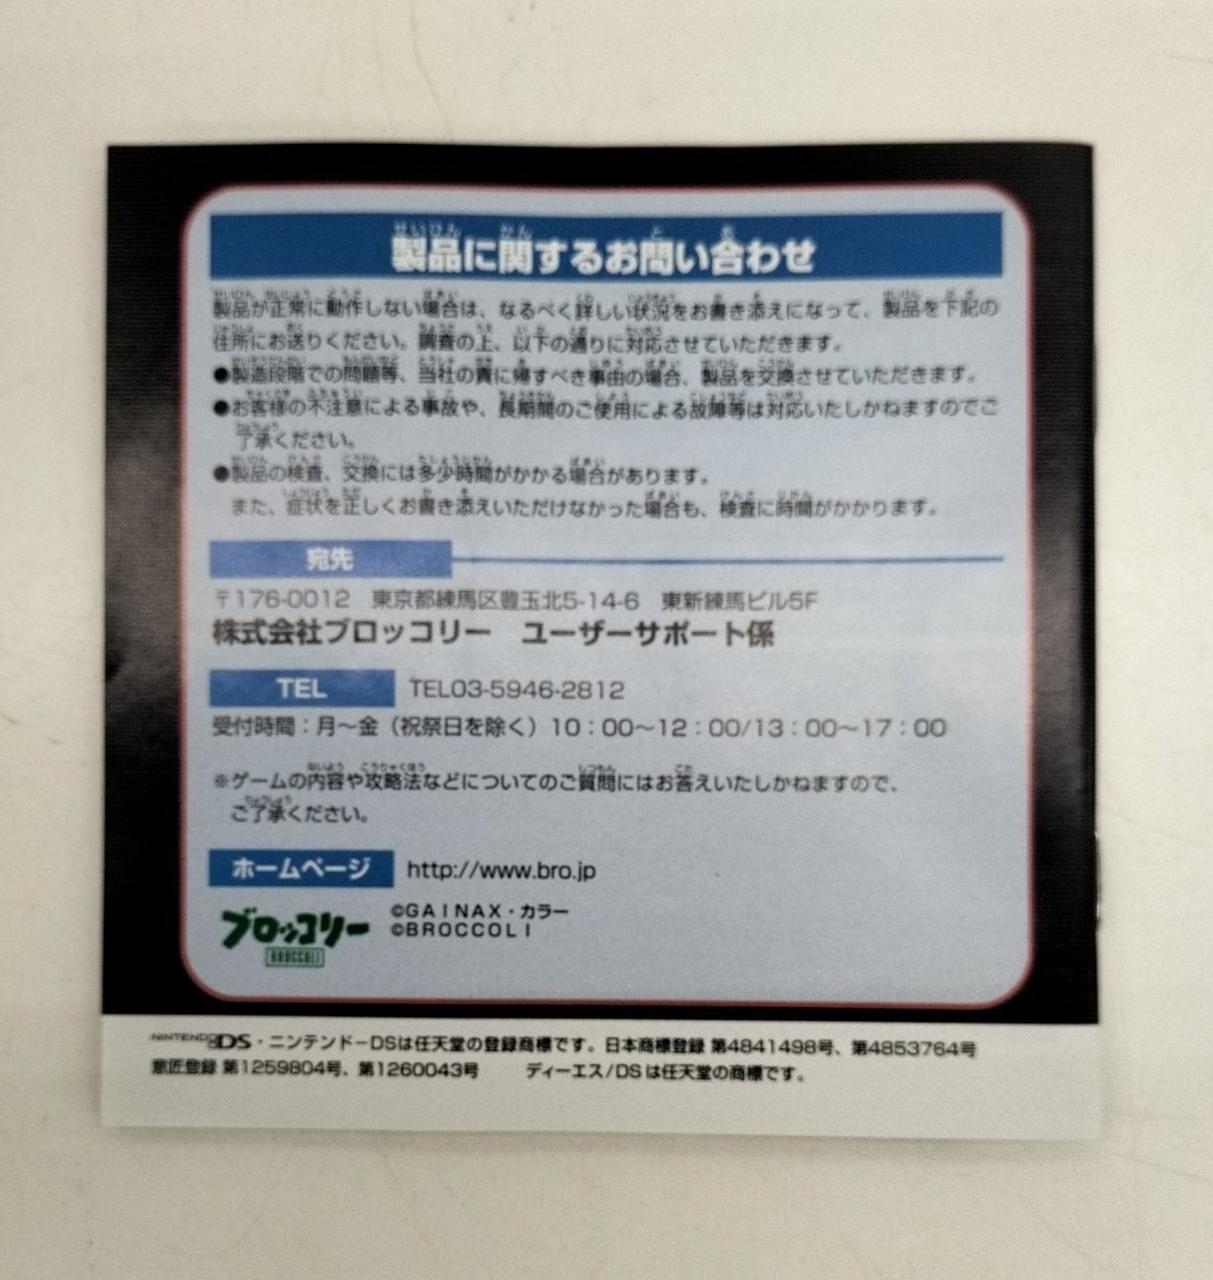 製品に関するお問い合わせ
製品が正常に動作しない場合は、なるべく詳しい状況をお書き添えになって、製品を下記の
住所にお送りください。調査の上、以下の通りに対応させていただきます。
●製造段階での問題等、当社の責に帰すべき事由の場合、製品を交換させていただきます。
●お客様の不注意による事故や、長期間のご使用による故障等は対応いたしかねますのでご
了承ください。
●製品の検査、交換には多少時間がかかる場合があります。
また、症状を正しくお書き添えいただけなかった場合も、検査に時間がかかります。
宛先
〒176-0012 東京都練馬区豊玉北5-14-6 東新練馬ビル5F
株式会社ブロッコリー ユーザーサポート係
TEL TEL03-5946-2812
受付時間：月〜金（祝祭日を除く）10：00〜12：00/13：00〜17：00
※ゲームの内容や攻略法などについてのご質問にはお答えいたしかねますので、
ご了承ください。
ホームページ http://www.bro.jp
ブロッコリー
BROCCOLI
©GAINAX・カラー
©BROCCOLI
NINTENDO DS・ニンテンドーDSは任天堂の登録商標です。日本商標登録 第4841498号、第4853764号
意匠登録 第1259804号、第1260043号 ディーエス/DSは任天堂の商標です。